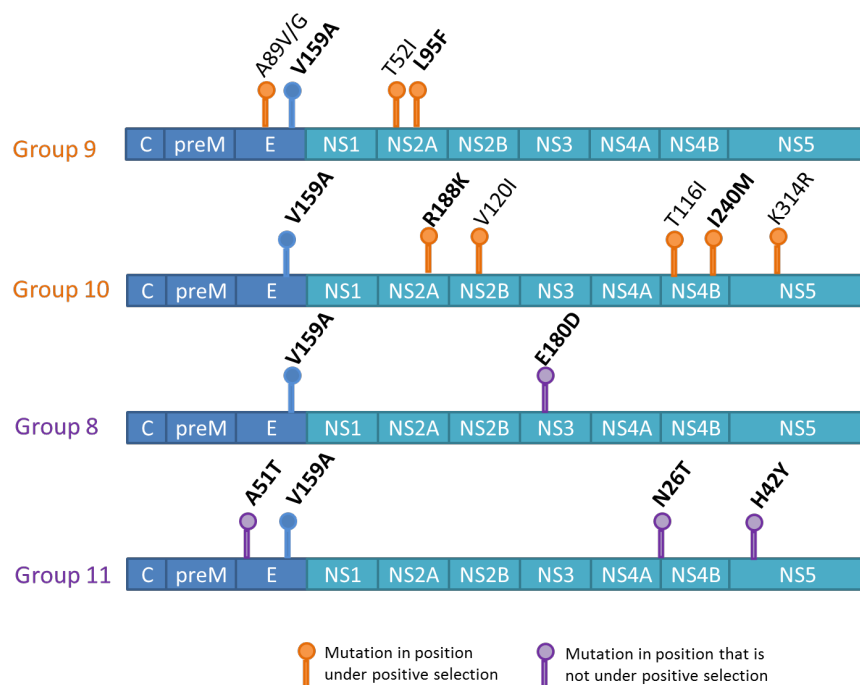 A89V/G V159A T52I L95F
Group 9 C preM E NS1 NS2A NS2B NS3 NS4A NS4B NS5
V159A R188K V120I T116I I240M K314R
Group 10 C preM E NS1 NS2A NS2B NS3 NS4A NS4B NS5
V159A E180D
Group 8 C preM E NS1 NS2A NS2B NS3 NS4A NS4B NS5
A51T V159A N26T H42Y
Group 11 C preM E NS1 NS2A NS2B NS3 NS4A NS4B NS5
Mutation in position
under positive selection
Mutation in position that is
not under positive selection